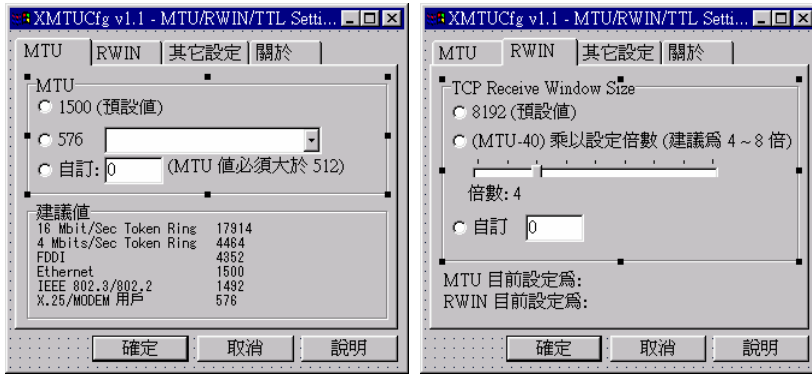 XMTUCfg v1.1 - MTU/RWIN/TTL Setti...
MTU RWIN 其它設定 關於
MTU
1500 (預設值)
576
自訂: 0 (MTU 值必須大於 512)
建議值
16 Mbit/Sec Token Ring 17914
4 Mbits/Sec Token Ring 4464
FDDI 4352
Ethernet 1500
IEEE 802.3/802.2 1492
X.25/MODEM 用戶 576
確定 取消 說明
XMTUCfg v1.1 - MTU/RWIN/TTL Setti...
MTU RWIN 其它設定 關於
TCP Receive Window Size
8192 (預設值)
(MTU-40) 乘以設定倍數 (建議為 4 ~ 8 倍)
倍數: 4
自訂 0
MTU 目前設定為:
RWIN 目前設定為:
確定 取消 說明